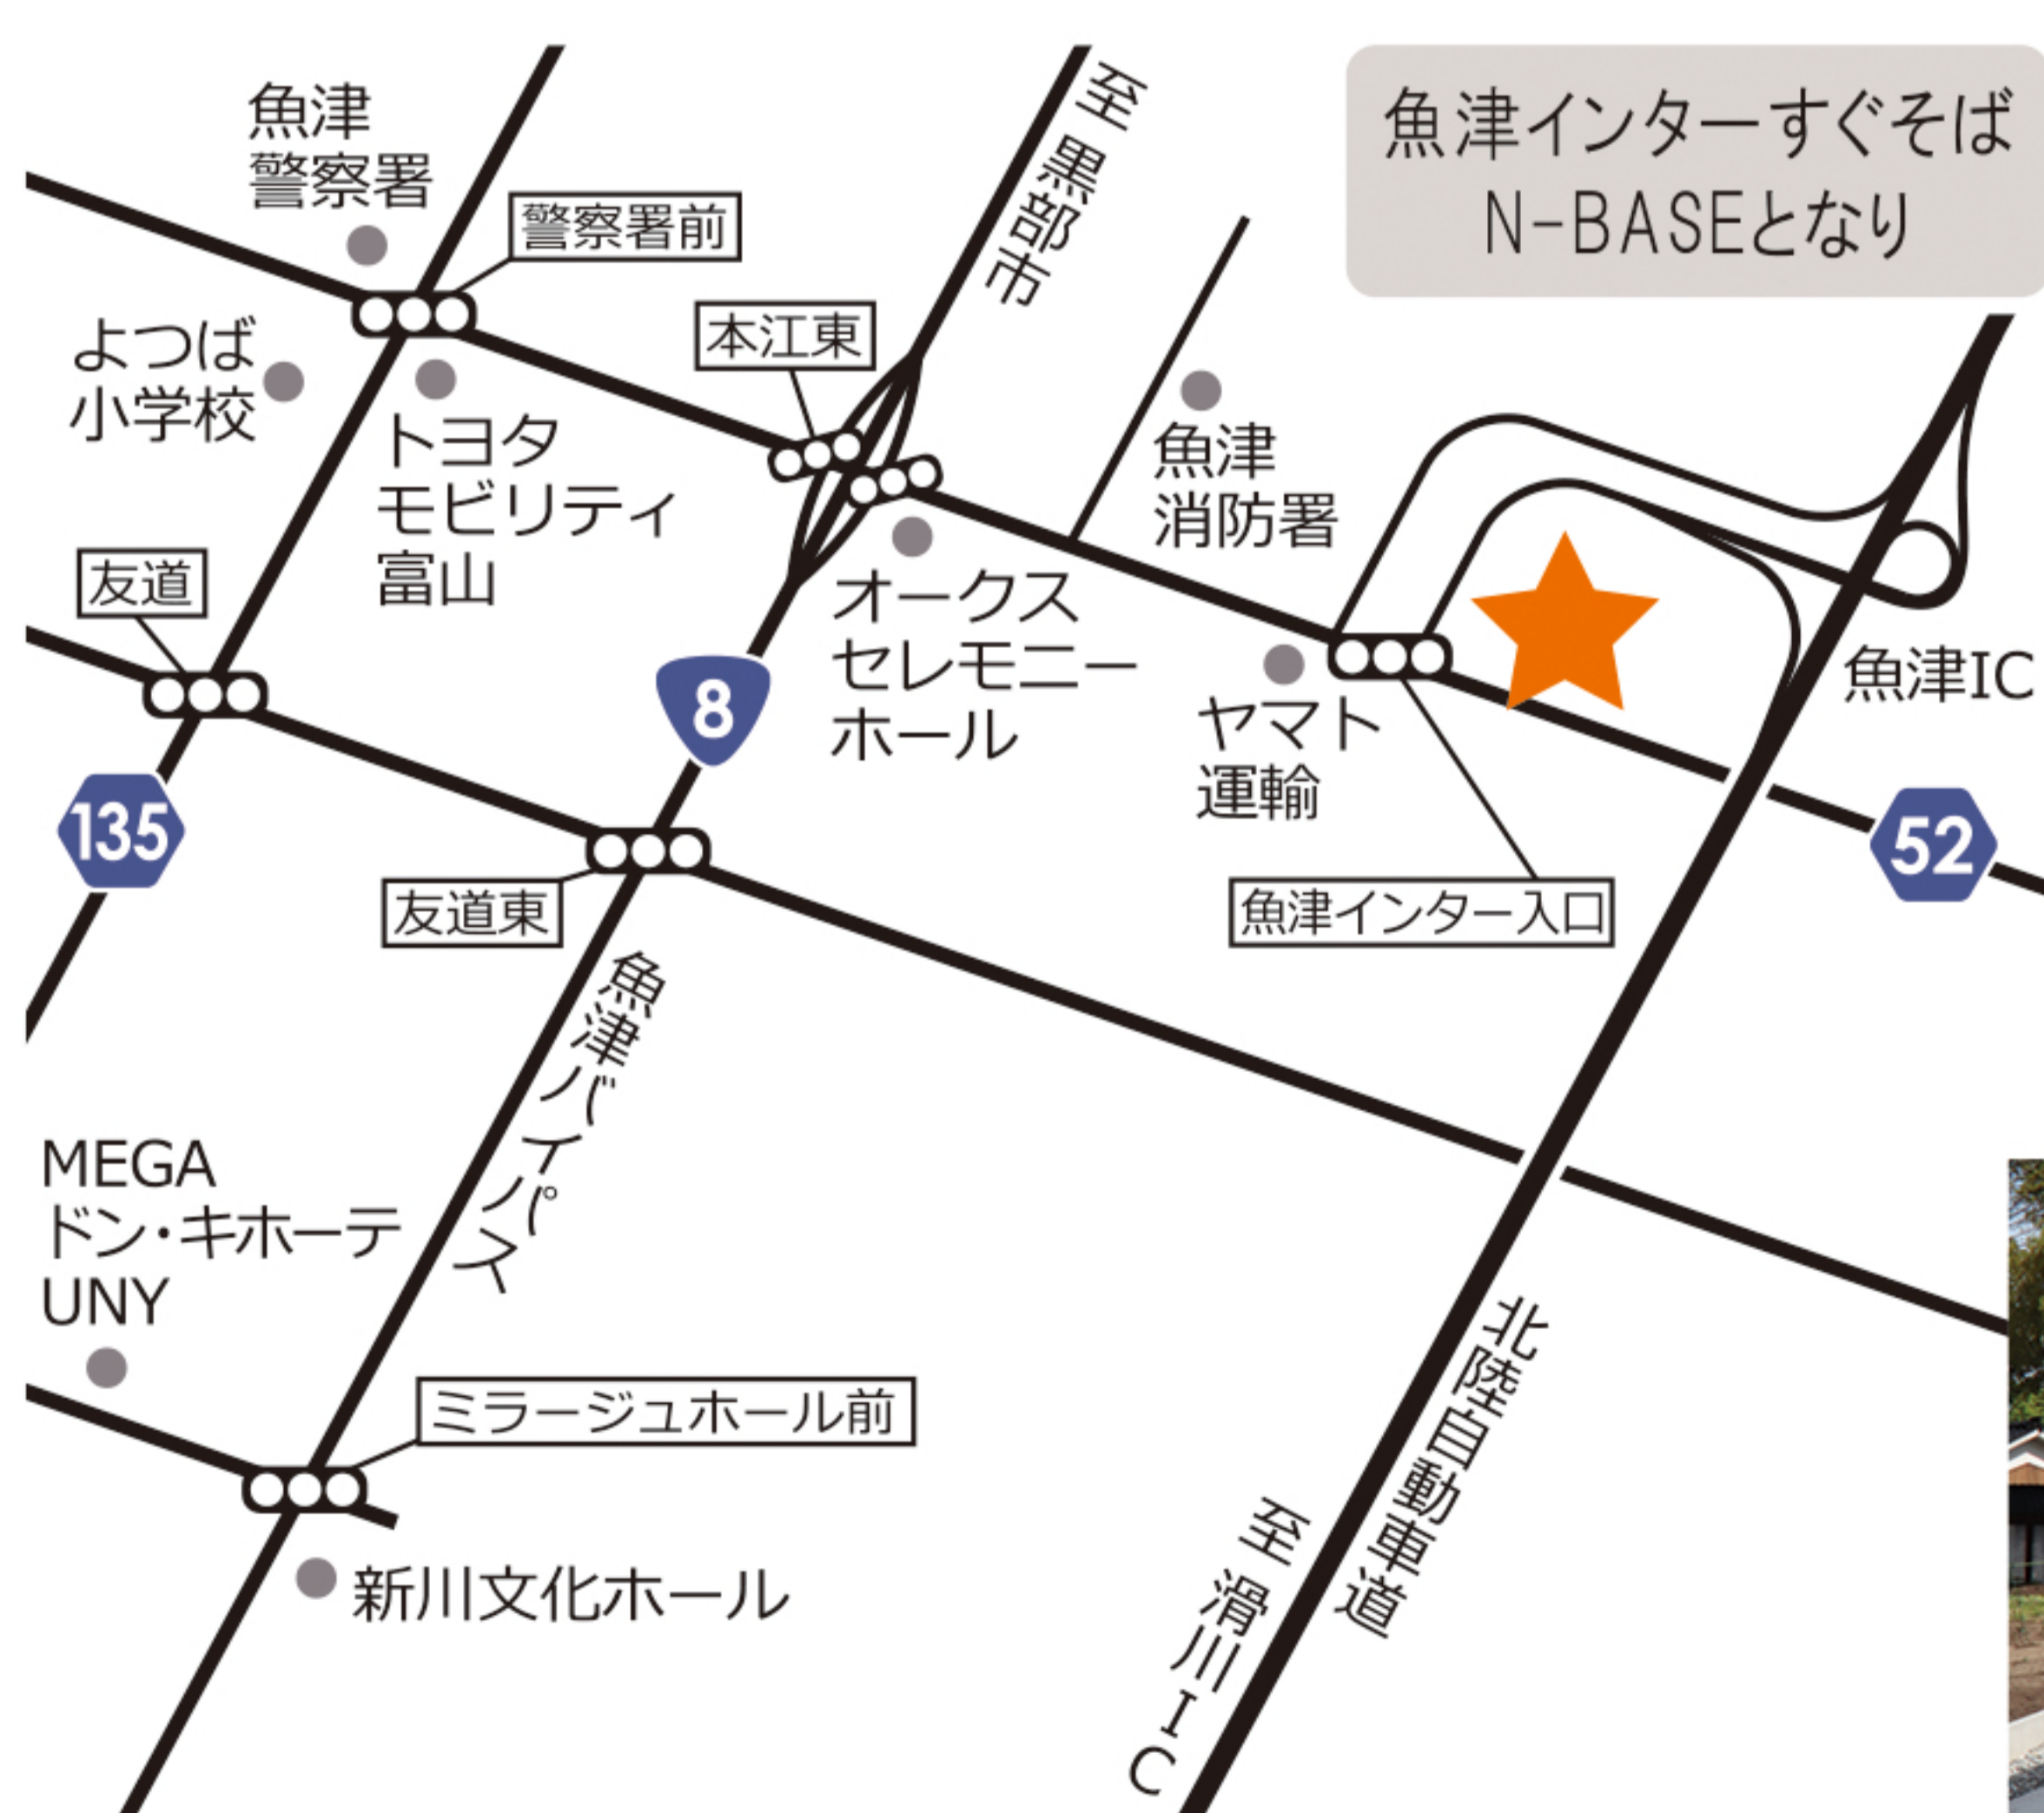 魚津インターすぐそば
N-BASEとなり
魚津
警察署
警察署前
至 黒部市
本江東
よつば
小学校
トヨタ
モビリティ
富山
魚津
消防署
友道
オークス
セレモニー
ホール
8
ヤマト
運輸
魚津IC
135
52
友道東
魚津インター入口
魚津バイパス
MEGA
ドン・キホーテ
UNY
ミラージュホール前
新川文化ホール
北陸自動車道
至 滑川IC